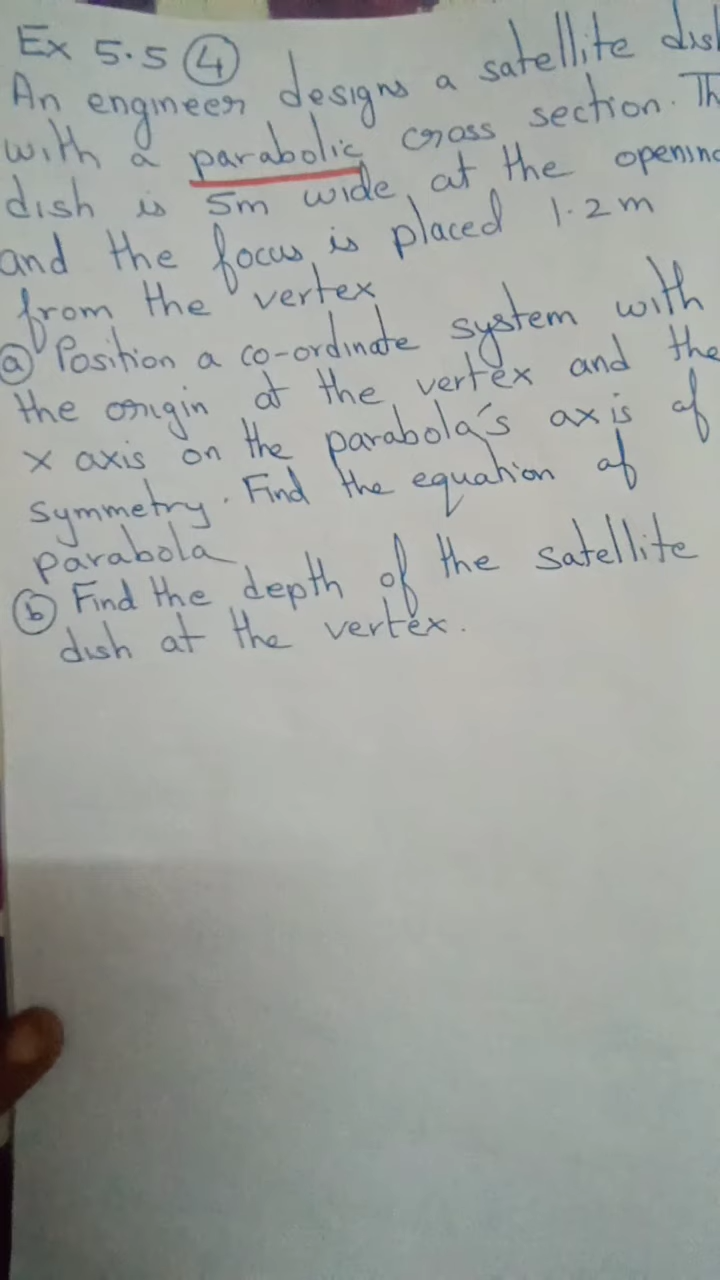 Ex 5.5 ④
An engineer designs a satellite dish
with a parabolic cross section. Th
dish is 5m wide at the opening
and the focus is placed 1.2m
from the vertex
ⓐ Position a co-ordinate system with
the origin at the vertex and the
x axis on the parabola's axis of
symmetry. Find the equation of
parabola
ⓑ Find the depth of the satellite
dish at the vertex.